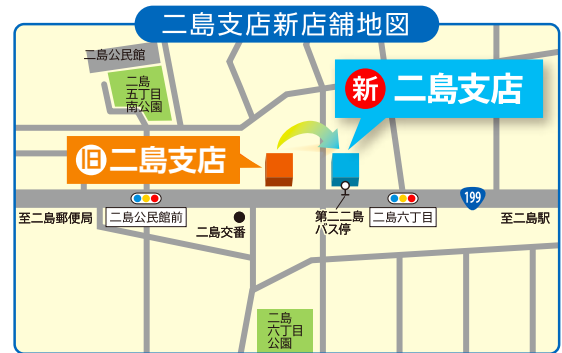 二島支店新店舗地図
二島公民館
二島
五丁目
南公園
新 二島支店
旧 二島支店
199
至二島郵便局
二島公民館前
二島交番
第二二島
バス停
二島六丁目
至二島駅
二島
六丁目
公園